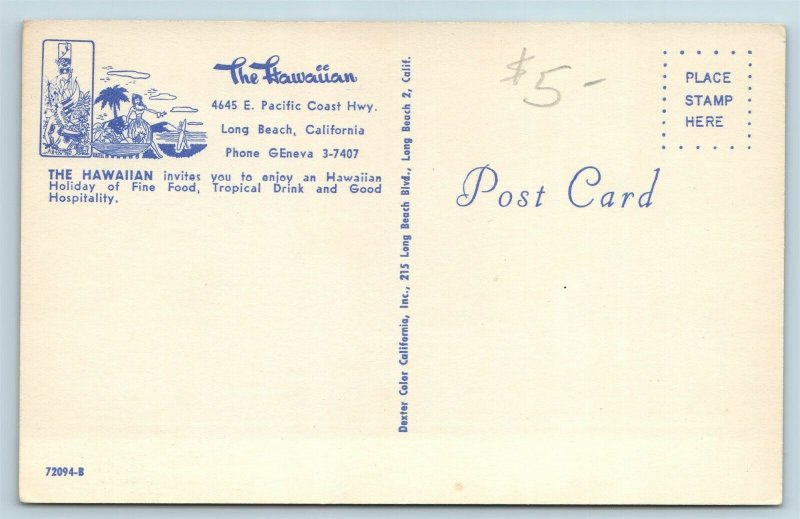 The Hawaiian
4645 E. Pacific Coast Hwy.
Long Beach, California
Phone GEneva 3-7407
THE HAWAIIAN invites you to enjoy an Hawaiian
Holiday of Fine Food, Tropical Drink and Good
Hospitality.
72094-B
Dexter Color California, Inc., 215 Long Beach Blvd., Long Beach 2, Calif.
$5-
PLACE
STAMP
HERE
Post Card